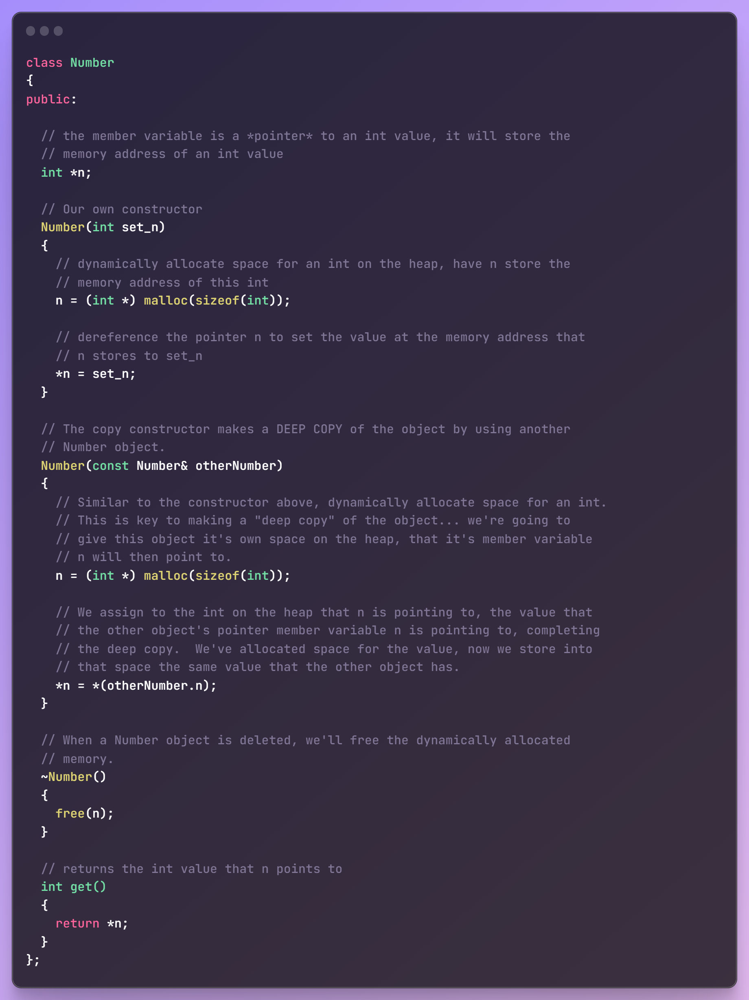 class Number
{
public:

  // the member variable is a *pointer* to an int value, it will store the
  // memory address of an int value
  int *n;

  // Our own constructor
  Number(int set_n)
  {
    // dynamically allocate space for an int on the heap, have n store the
    // memory address of this int
    n = (int *) malloc(sizeof(int));

    // dereference the pointer n to set the value at the memory address that
    // n stores to set_n
    *n = set_n;
  }

  // The copy constructor makes a DEEP COPY of the object by using another
  // Number object.
  Number(const Number& otherNumber)
  {
    // Similar to the constructor above, dynamically allocate space for an int.
    // This is key to making a "deep copy" of the object... we're going to
    // give this object it's own space on the heap, that it's member variable
    // n will then point to.
    n = (int *) malloc(sizeof(int));

    // We assign to the int on the heap that n is pointing to, the value that
    // the other object's pointer member variable n is pointing to, completing
    // the deep copy.  We've allocated space for the value, now we store into
    // that space the same value that the other object has.
    *n = *(otherNumber.n);
  }

  // When a Number object is deleted, we'll free the dynamically allocated
  // memory.
  ~Number()
  {
    free(n);
  }

  // returns the int value that n points to
  int get()
  {
    return *n;
  }
};